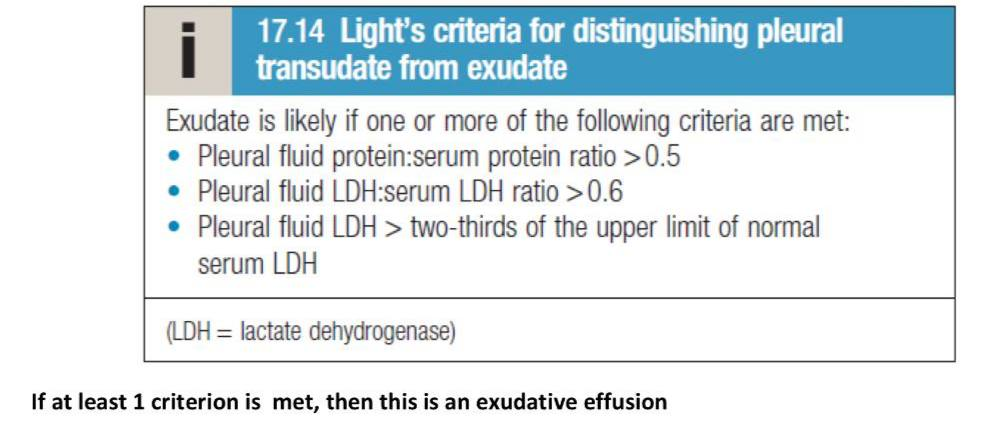 i
17.14 Light's criteria for distinguishing pleural
transudate from exudate
Exudate is likely if one or more of the following criteria are met:
• Pleural fluid protein:serum protein ratio >0.5
• Pleural fluid LDH:serum LDH ratio >0.6
• Pleural fluid LDH > two-thirds of the upper limit of normal
serum LDH
(LDH = lactate dehydrogenase)
If at least 1 criterion is met, then this is an exudative effusion